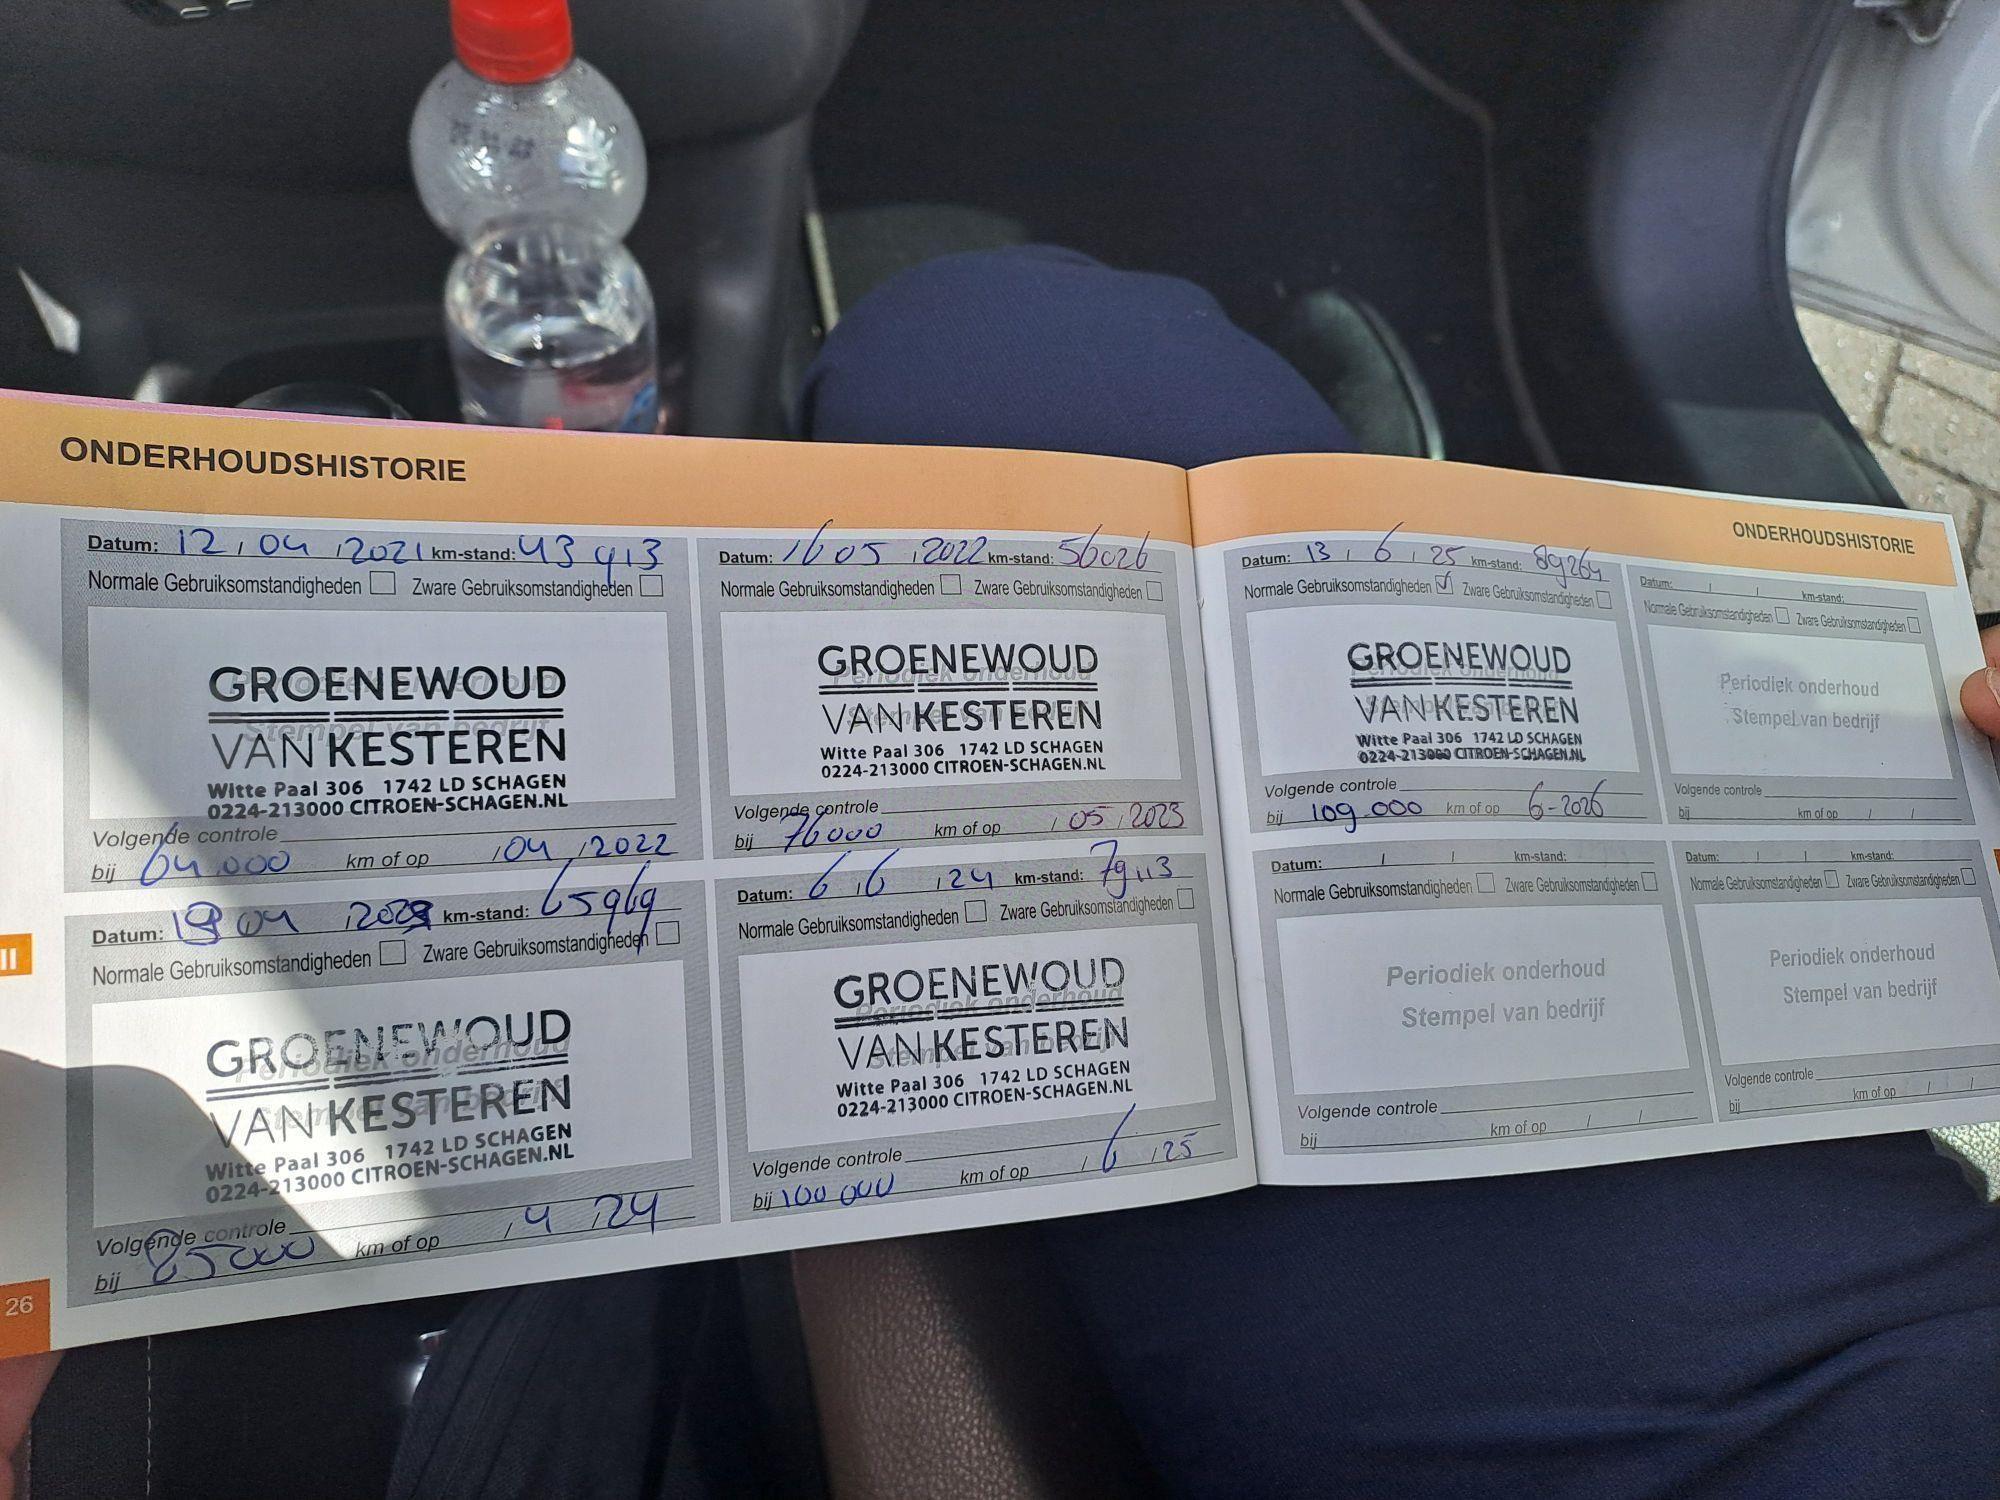 ONDERHOUDSHISTORIE
Datum: 12 / 04 / 2021 km-stand: 43 913
Normale Gebruiksomstandigheden Zware Gebruiksomstandigheden
GROENEWOUD
VAN KESTEREN
Witte Paal 306 1742 LD SCHAGEN
0224-213000 CITROEN-SCHAGEN.NL
Volgende controle
bij 64.000 km of op / 04 / 2022
Datum: 16 05 / 2022 km-stand: 56026
Normale Gebruiksomstandigheden Zware Gebruiksomstandigheden
Periodiek onderhoud
GROENEWOUD
VAN KESTEREN
Witte Paal 306 1742 LD SCHAGEN
0224-213000 CITROEN-SCHAGEN.NL
Volgende controle
bij 76000 km of op / 05 / 2023
Datum: 04 km-stand: 65969
Normale Gebruiksomstandigheden Zware Gebruiksomstandigheden
Periodiek onderhoud
GROENEWOUD
VAN KESTEREN
Witte Paal 306 1742 LD SCHAGEN
0224-213000 CITROEN-SCHAGEN.NL
Volgende controle
bij 85000 km of op / 4 / 24
Datum: 6 / 6 / 24 km-stand: 79113
Normale Gebruiksomstandigheden Zware Gebruiksomstandigheden
Periodiek onderhoud
GROENEWOUD
VAN KESTEREN
Witte Paal 306 1742 LD SCHAGEN
0224-213000 CITROEN-SCHAGEN.NL
Volgende controle
bij 100 000 km of op / 6 / 25
II
26
ONDERHOUDSHISTORIE
Datum: 13 / 6 / 25 km-stand: 89264
Normale Gebruiksomstandigheden Zware Gebruiksomstandigheden
GROENEWOUD
VAN KESTEREN
Witte Paal 306 1742 LD SCHAGEN
0224-213000 CITROEN-SCHAGEN.NL
Volgende controle
bij 109.000 km of op 6-2026
Datum: / / km-stand:
Normale Gebruiksomstandigheden Zware Gebruiksomstandigheden
Periodiek onderhoud
Stempel van bedrijf
Volgende controle
bij km of op / /
Datum: / / km-stand:
Normale Gebruiksomstandigheden Zware Gebruiksomstandigheden
Periodiek onderhoud
Stempel van bedrijf
Volgende controle
bij km of op / /
Datum: / / km-stand:
Normale Gebruiksomstandigheden Zware Gebruiksomstandigheden
Periodiek onderhoud
Stempel van bedrijf
Volgende controle
bij km of op / /